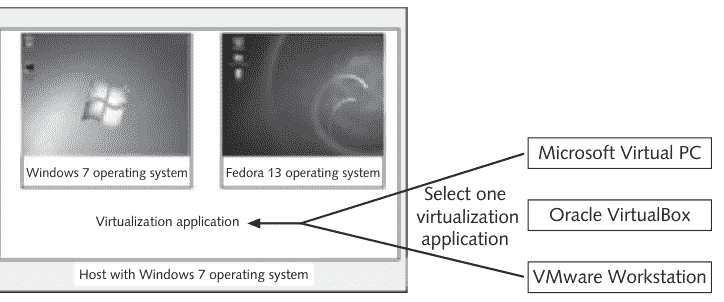 Windows 7 operating system
Fedora 13 operating system
Virtualization application
Host with Windows 7 operating system
Select one
virtualization
application
Microsoft Virtual PC
Oracle VirtualBox
VMware Workstation